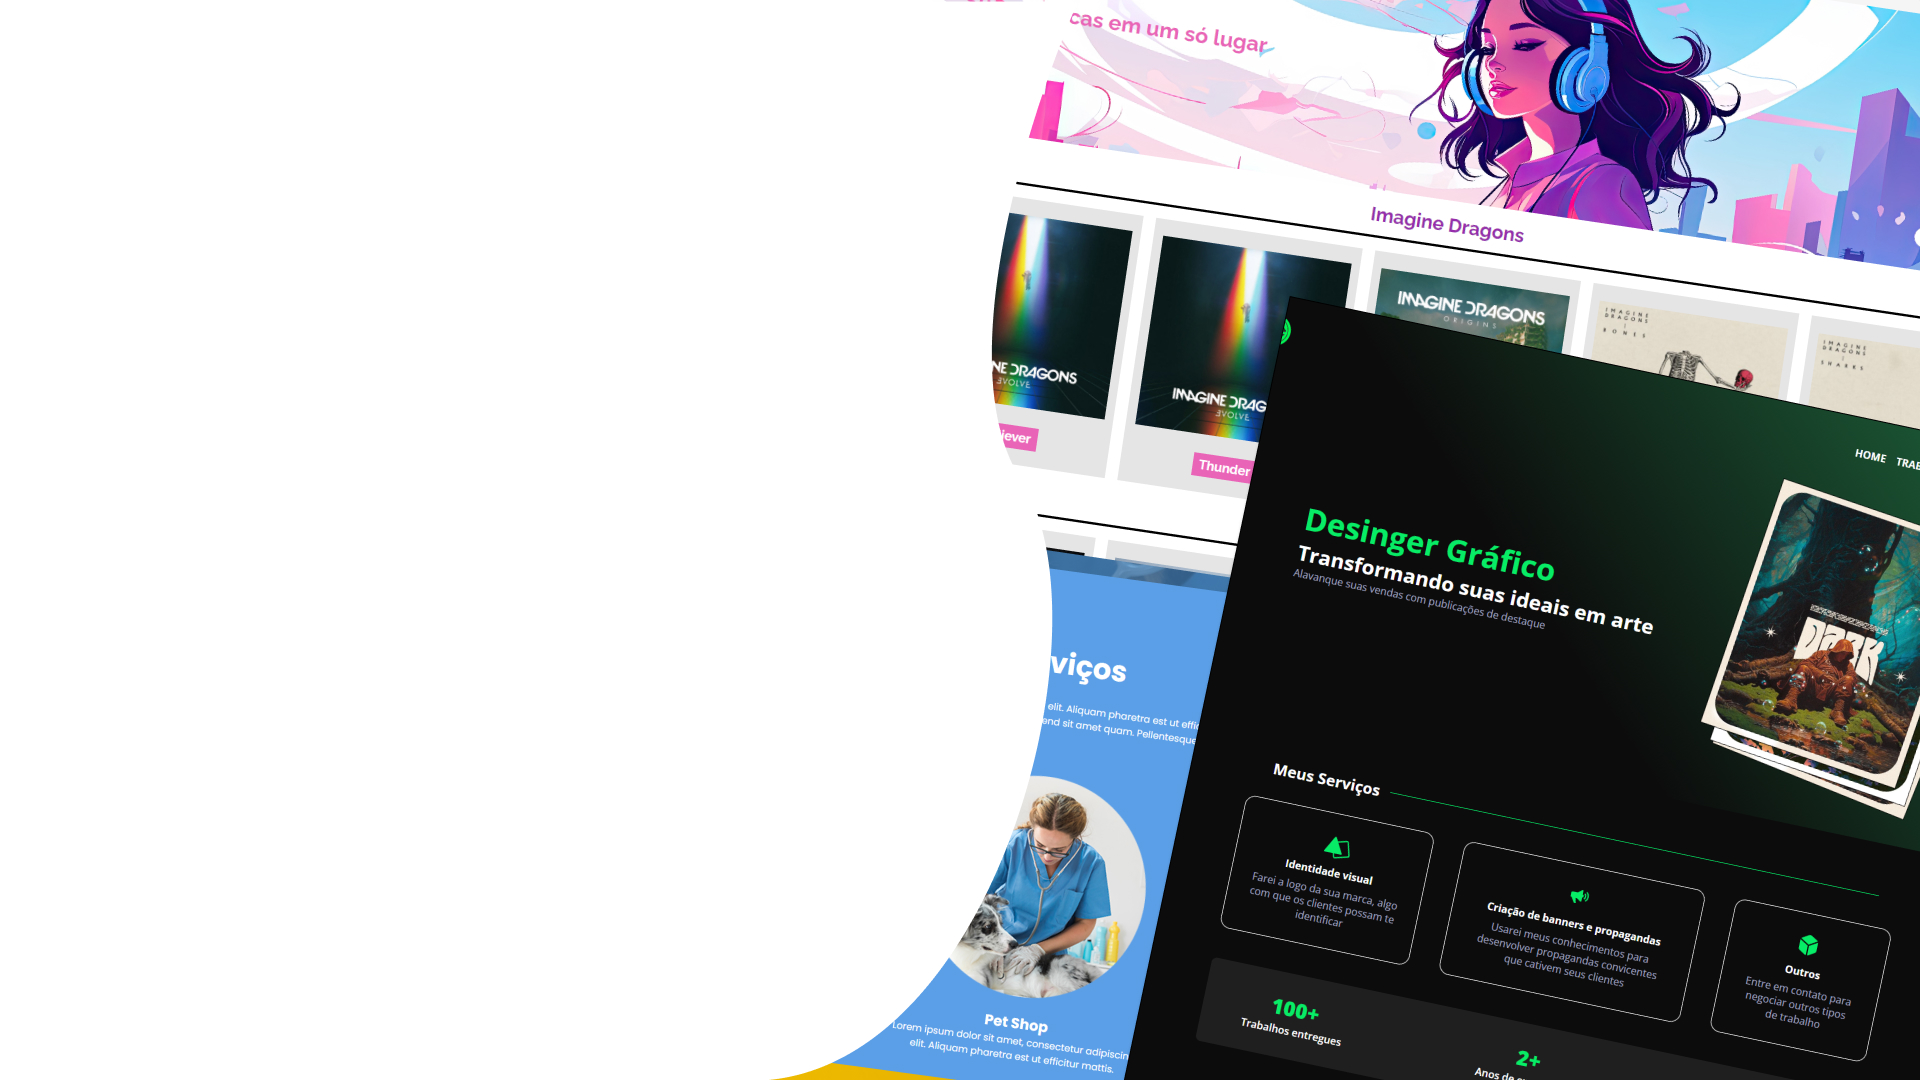 cas em um só lugar
Imagine Dragons
NE DRAGONS
EVOLVE
IMAGINE DRAG
EVOLVE
IMAGINE DRAGONS
ORIGINS
IMAGINE
DRAGONS
|
BONES
IMAGINE
DRAGONS
|
SHARKS
iever
Thunder
HOME TRAB
Desinger Gráfico
Transformando suas ideais em arte
Alavanque suas vendas com publicações de destaque
DARK
viços
elit. Aliquam pharetra est ut effic
end sit amet quam. Pellentesque
Pet Shop
Lorem ipsum dolor sit amet, consectetur adipiscin
elit. Aliquam pharetra est ut efficitur mattis.
Meus Serviços
Identidade visual
Farei a logo da sua marca, algo
com que os clientes possam te
identificar
Criação de banners e propagandas
Usarei meus conhecimentos para
desenvolver propagandas convicentes
que cativem seus clientes
Outros
Entre em contato para
negociar outros tipos
de trabalho
100+
Trabalhos entregues
2+
Anos de